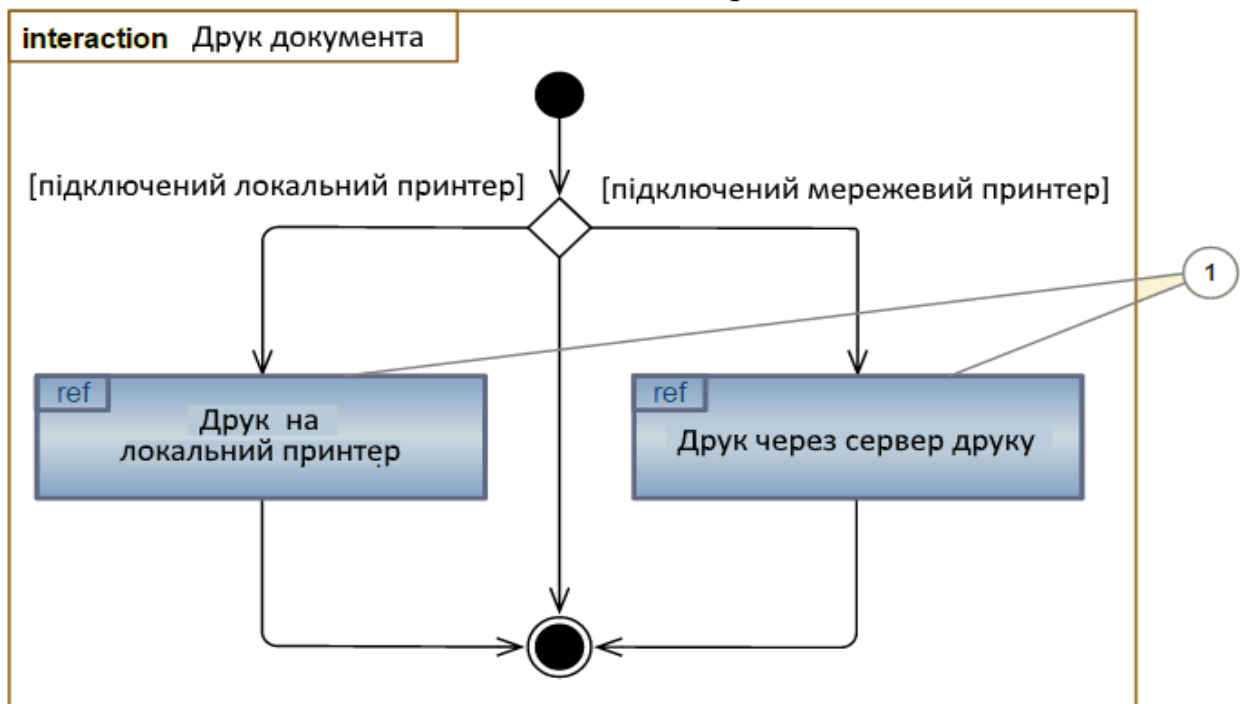 interaction Друк документа
[підключений локальний принтер]
[підключений мережевий принтер]
1
ref
Друк на
локальний принтер
ref
Друк через сервер друку